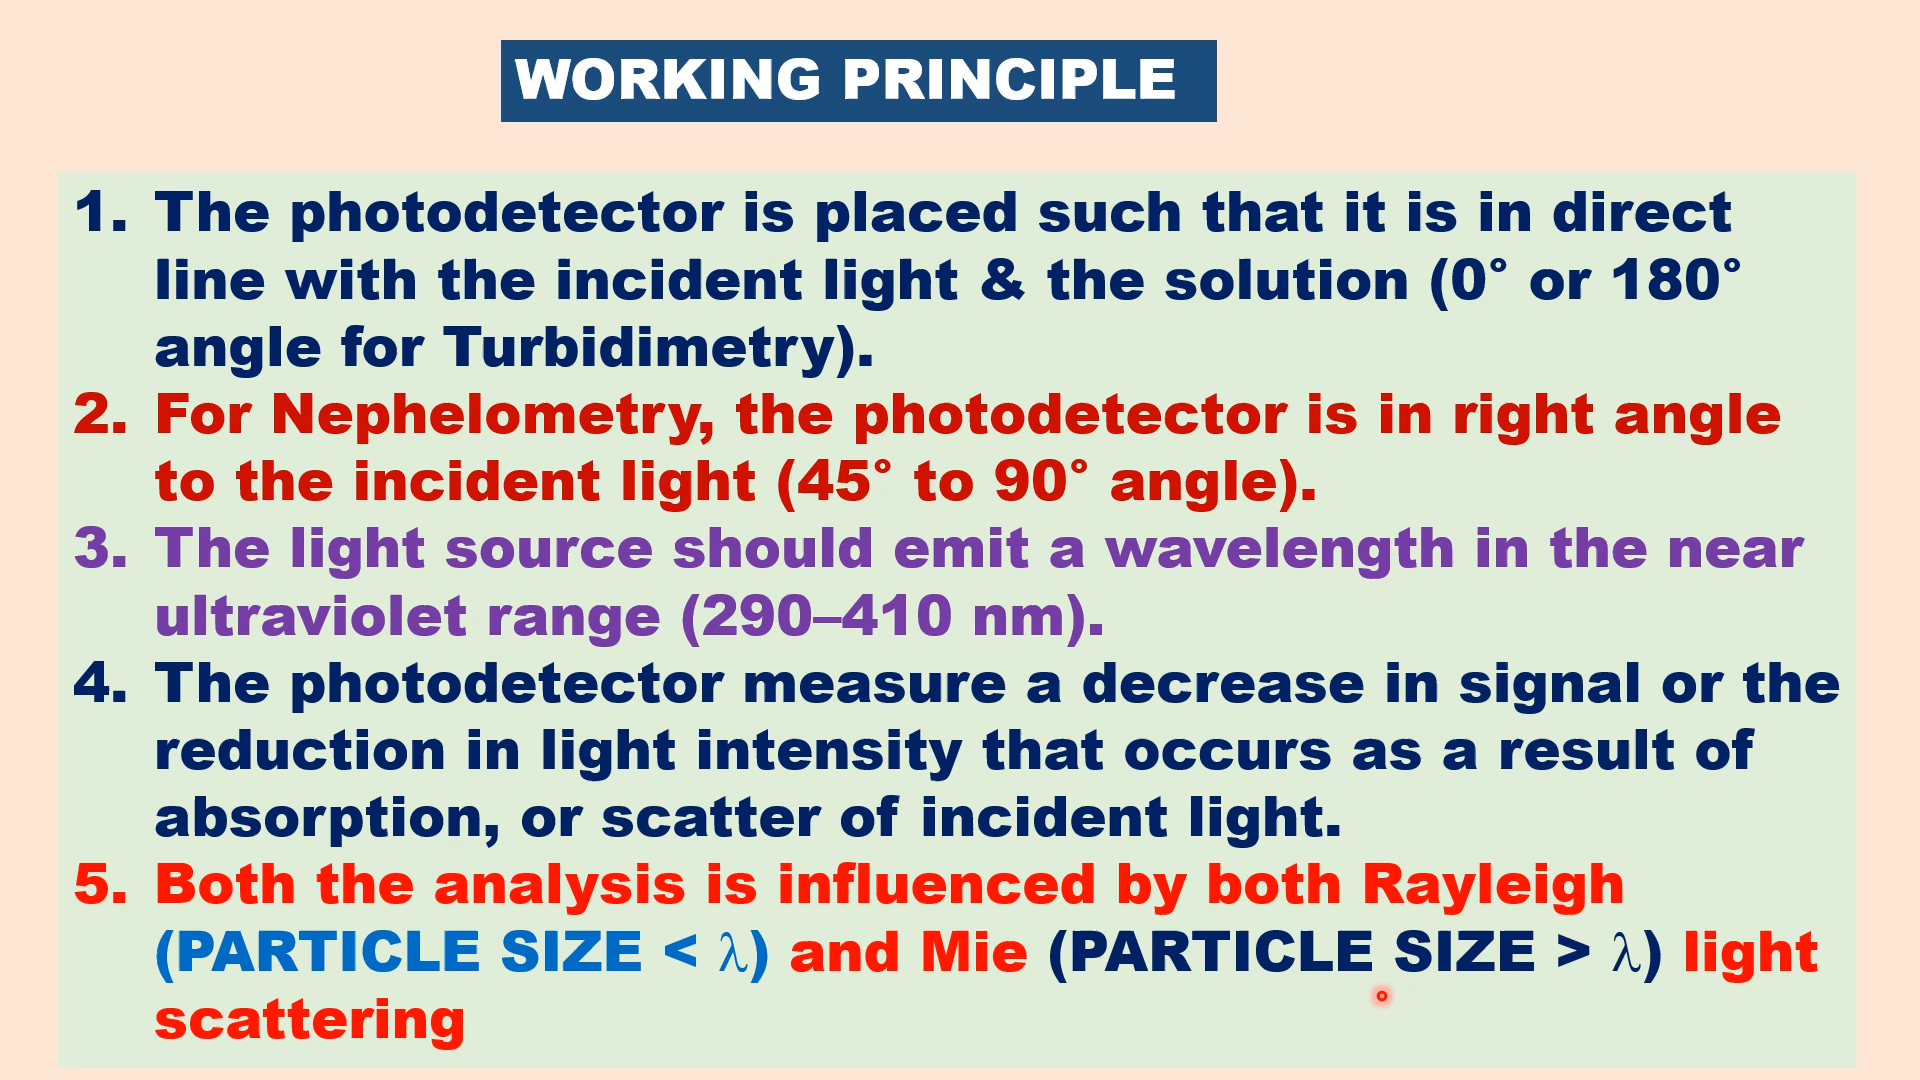 WORKING PRINCIPLE
1. The photodetector is placed such that it is in direct
line with the incident light & the solution (0° or 180°
angle for Turbidimetry).
2. For Nephelometry, the photodetector is in right angle
to the incident light (45° to 90° angle).
3. The light source should emit a wavelength in the near
ultraviolet range (290–410 nm).
4. The photodetector measure a decrease in signal or the
reduction in light intensity that occurs as a result of
absorption, or scatter of incident light.
5. Both the analysis is influenced by both Rayleigh
(PARTICLE SIZE < λ) and Mie (PARTICLE SIZE > λ) light
scattering